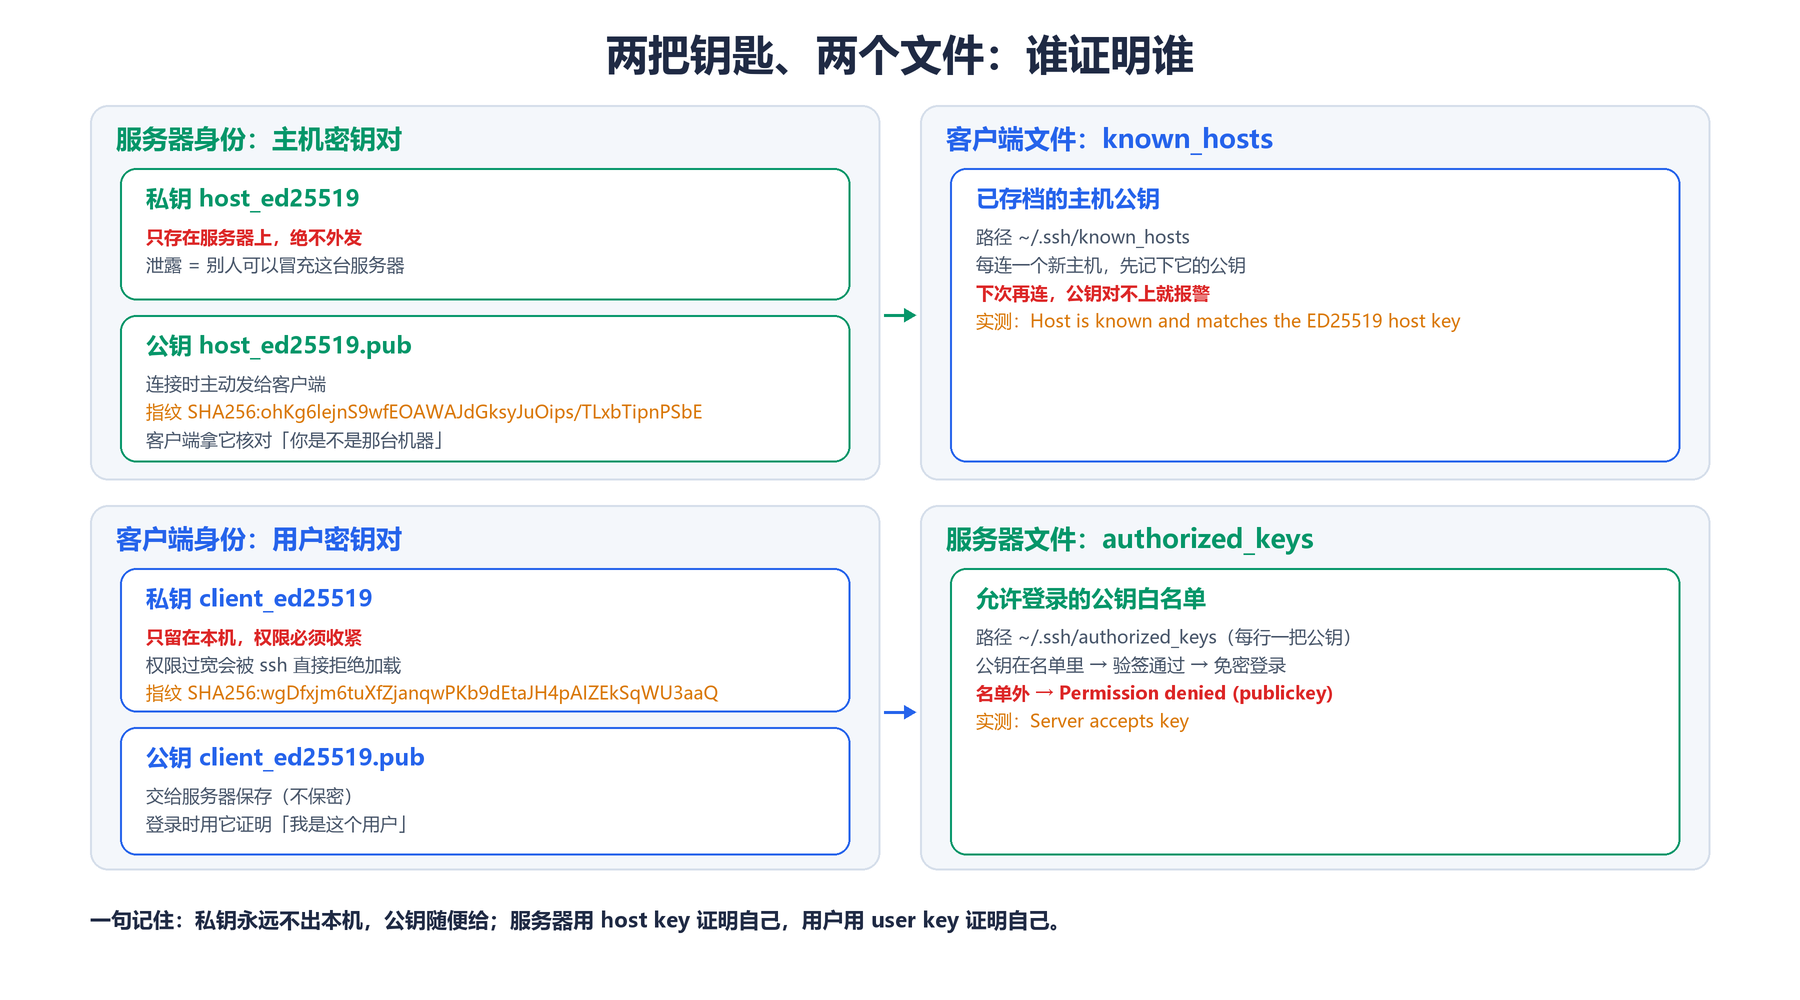 两把钥匙、两个文件：谁证明谁
服务器身份：主机密钥对
私钥 host_ed25519
只存在服务器上，绝不外发
泄露 = 别人可以冒充这台服务器
公钥 host_ed25519.pub
连接时主动发给客户端
指纹 SHA256:ohKg6lejnS9wfEOAWAJdGksyJuOips/TLxbTipnPSbE
客户端拿它核对「你是不是那台机器」
客户端文件：known_hosts
已存档的主机公钥
路径 ~/.ssh/known_hosts
每连一个新主机，先记下它的公钥
下次再连，公钥对不上就报警
实测：Host is known and matches the ED25519 host key
客户端身份：用户密钥对
私钥 client_ed25519
只留在本机，权限必须收紧
权限过宽会被 ssh 直接拒绝加载
指纹 SHA256:wgDfxjm6tuXfZjanqwPKb9dEtaJH4pAIZEkSqWU3aaQ
公钥 client_ed25519.pub
交给服务器保存（不保密）
登录时用它证明「我是这个用户」
服务器文件：authorized_keys
允许登录的公钥白名单
路径 ~/.ssh/authorized_keys（每行一把公钥）
公钥在名单里 → 验签通过 → 免密登录
名单外 → Permission denied (publickey)
实测：Server accepts key
一句记住：私钥永远不出本机，公钥随便给；服务器用 host key 证明自己，用户用 user key 证明自己。